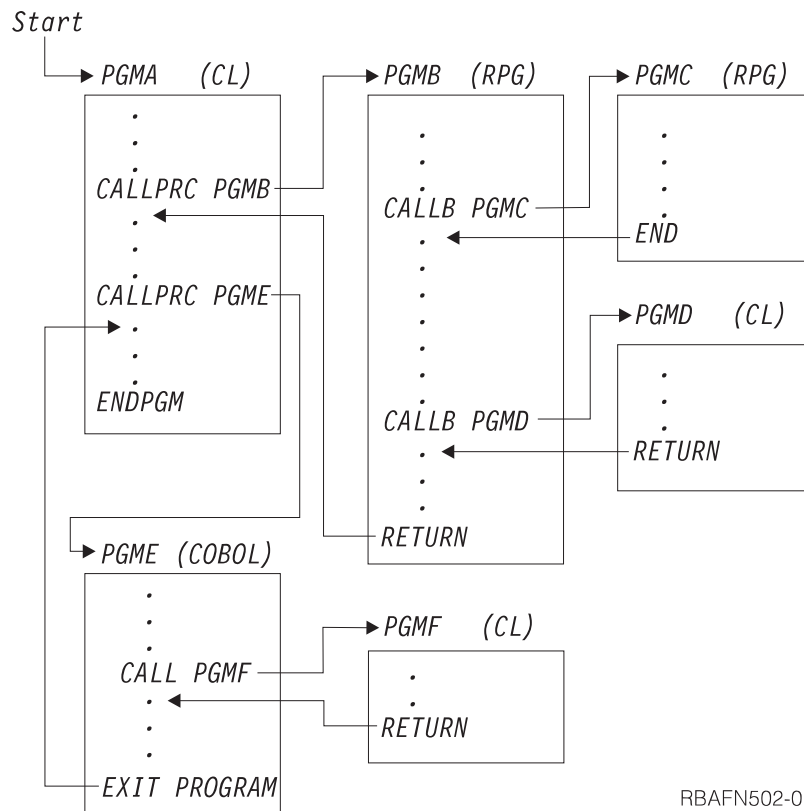 Start
PGMA (CL)
.
.
.
CALLPRC PGMB
.
.
.
CALLPRC PGME
.
.
.
ENDPGM
PGMB (RPG)
.
.
.
CALLB PGMC
.
.
.
.
.
.
CALLB PGMD
.
.
.
RETURN
PGMC (RPG)
.
.
.
.
END
PGMD (CL)
.
.
.
RETURN
PGME (COBOL)
.
.
.
CALL PGMF
.
.
.
EXIT PROGRAM
PGMF (CL)
.
.
RETURN
RBAFN502-0